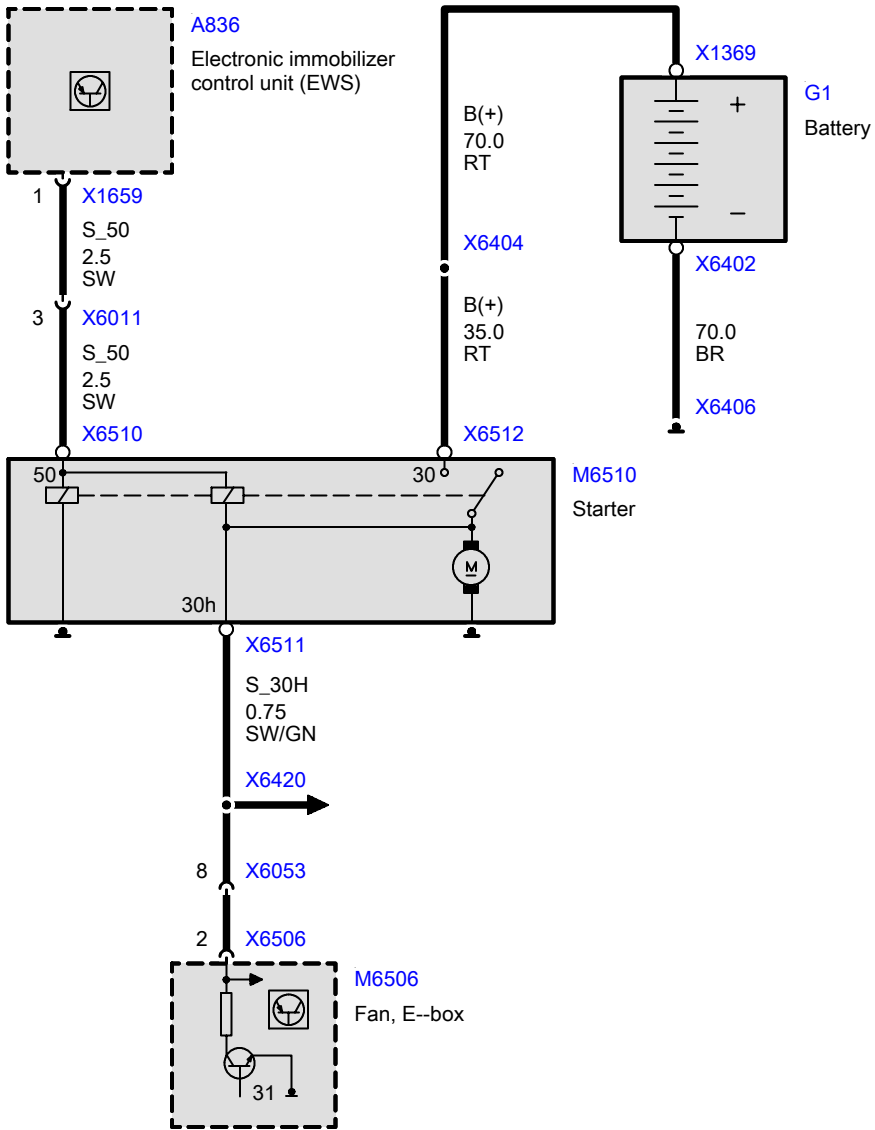 A836
Electronic immobilizer
control unit (EWS)
1
X1659
S_50
2.5
SW
3
X6011
S_50
2.5
SW
X6510
B(+)
70.0
RT
X6404
B(+)
35.0
RT
X6512
X1369
G1
Battery
+
−
X6402
70.0
BR
X6406
50
30
M6510
Starter
M
30h
X6511
S_30H
0.75
SW/GN
X6420
8
X6053
2
X6506
M6506
Fan, E--box
31